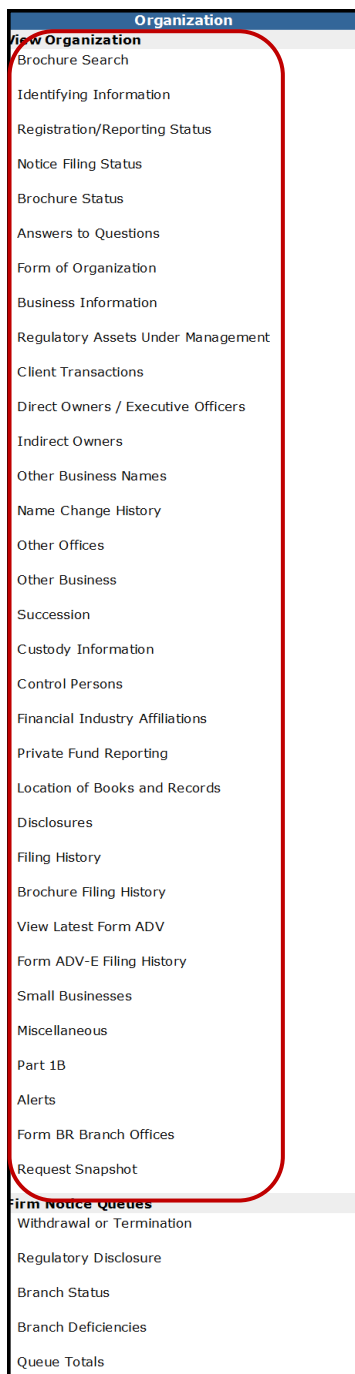 Organization
View Organization
Brochure Search
Identifying Information
Registration/Reporting Status
Notice Filing Status
Brochure Status
Answers to Questions
Form of Organization
Business Information
Regulatory Assets Under Management
Client Transactions
Direct Owners / Executive Officers
Indirect Owners
Other Business Names
Name Change History
Other Offices
Other Business
Succession
Custody Information
Control Persons
Financial Industry Affiliations
Private Fund Reporting
Location of Books and Records
Disclosures
Filing History
Brochure Filing History
View Latest Form ADV
Form ADV-E Filing History
Small Businesses
Miscellaneous
Part 1B
Alerts
Form BR Branch Offices
Request Snapshot
Firm Notice Queues
Withdrawal or Termination
Regulatory Disclosure
Branch Status
Branch Deficiencies
Queue Totals